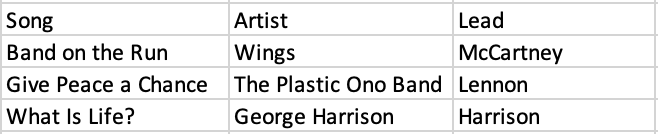 Song Artist Lead
Band on the Run Wings McCartney
Give Peace a Chance The Plastic Ono Band Lennon
What Is Life? George Harrison Harrison